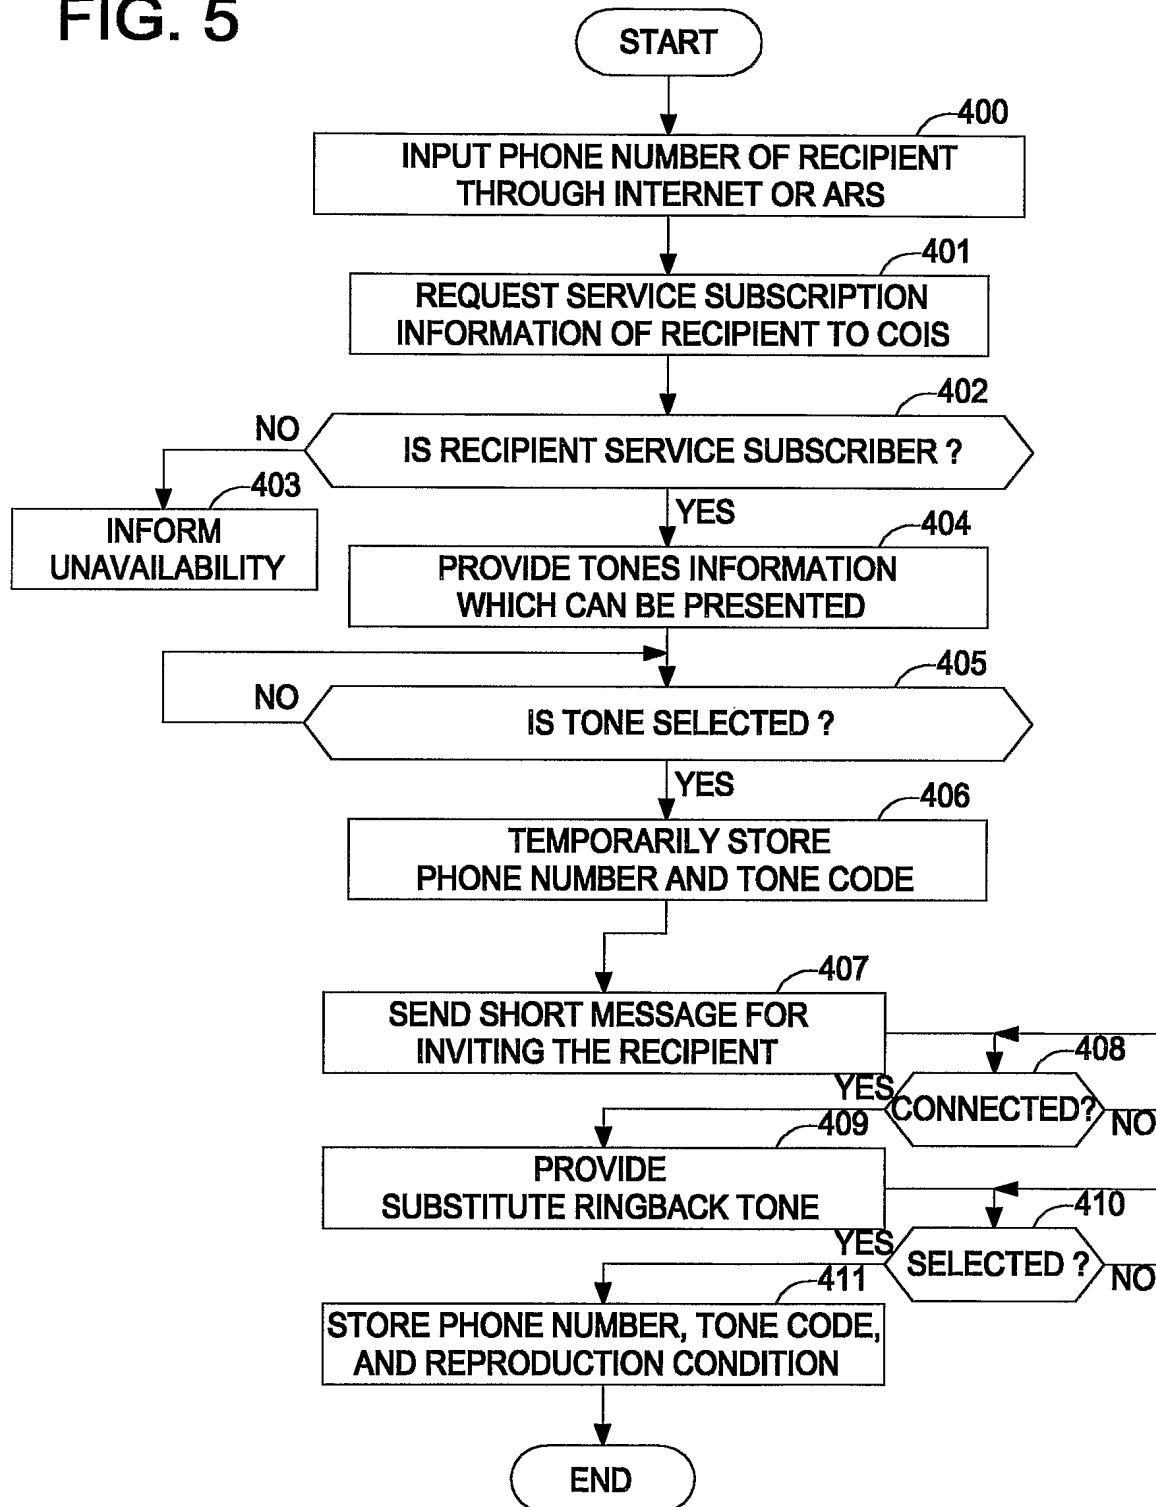 FIG. 5
START
400
INPUT PHONE NUMBER OF RECIPIENT
THROUGH INTERNET OR ARS
401
REQUEST SERVICE SUBSCRIPTION
INFORMATION OF RECIPIENT TO COIS
402
NO
IS RECIPIENT SERVICE SUBSCRIBER ?
403
INFORM
UNAVAILABILITY
YES
404
PROVIDE TONES INFORMATION
WHICH CAN BE PRESENTED
405
NO
IS TONE SELECTED ?
YES
406
TEMPORARILY STORE
PHONE NUMBER AND TONE CODE
407
SEND SHORT MESSAGE FOR
INVITING THE RECIPIENT
408
YES
CONNECTED?
NO
409
PROVIDE
SUBSTITUTE RINGBACK TONE
410
YES
SELECTED ?
NO
411
STORE PHONE NUMBER, TONE CODE,
AND REPRODUCTION CONDITION
END